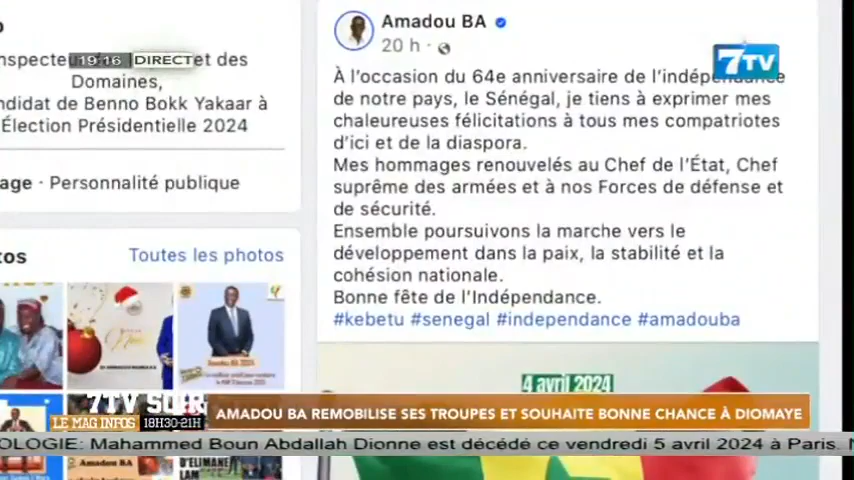 Amadou BA
20 h ·
À l'occasion du 64e anniversaire de l'indépendance
de notre pays, le Sénégal, je tiens à exprimer mes
chaleureuses félicitations à tous mes compatriotes
d'ici et de la diaspora.
Mes hommages renouvelés au Chef de l'État, Chef
suprême des armées et à nos Forces de défense et
de sécurité.
Ensemble poursuivons la marche vers le
développement dans la paix, la stabilité et la
cohésion nationale.
Bonne fête de l'Indépendance.
#kebetu #senegal #independance #amadouba
4 avril 2024
7TV
19:16 DIRECT
et des
Domaines,
ndidat de Benno Bokk Yakaar à
Élection Présidentielle 2024
age · Personnalité publique
tos
Toutes les photos
Amadou BA 2024
Amadou BA
D'ELIMANE
LAM
7TV SOIR
LE MAG INFOS 18H30-21H
AMADOU BA REMOBILISE SES TROUPES ET SOUHAITE BONNE CHANCE À DIOMAYE
OLOGIE: Mahammed Boun Abdallah Dionne est décédé ce vendredi 5 avril 2024 à Paris. N